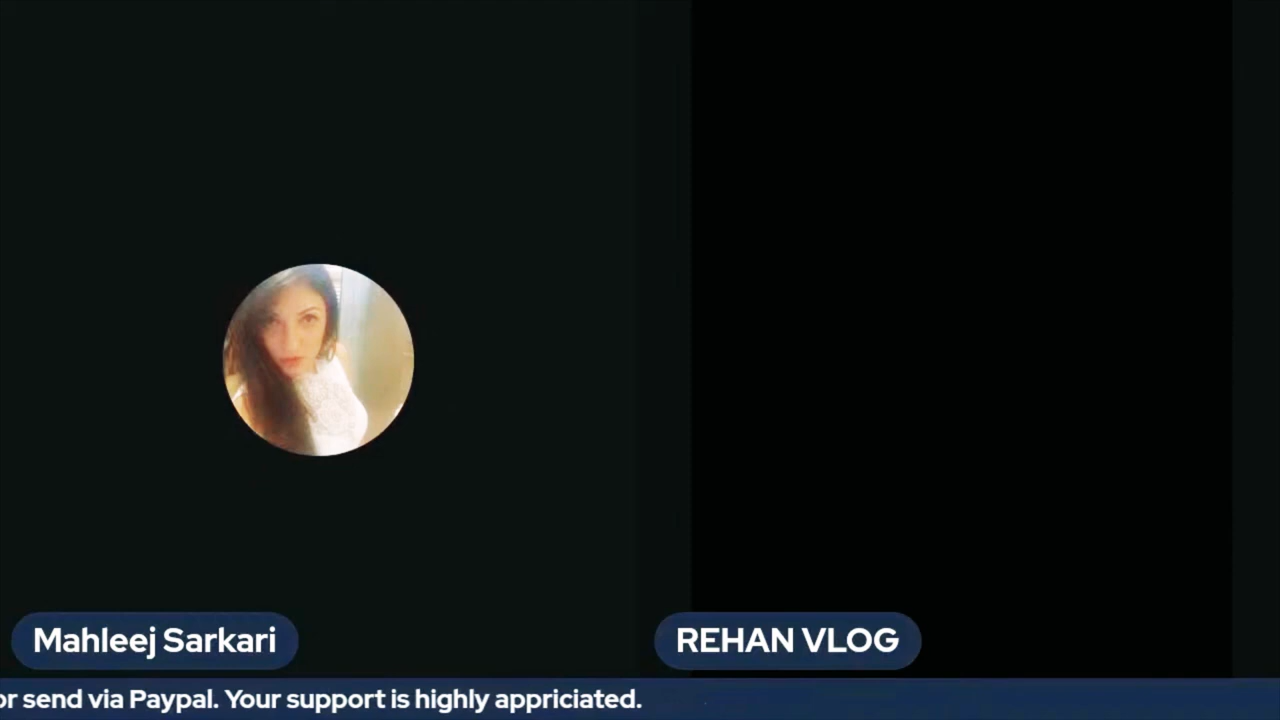 Mahleej Sarkari
REHAN VLOG
or send via Paypal. Your support is highly appriciated.